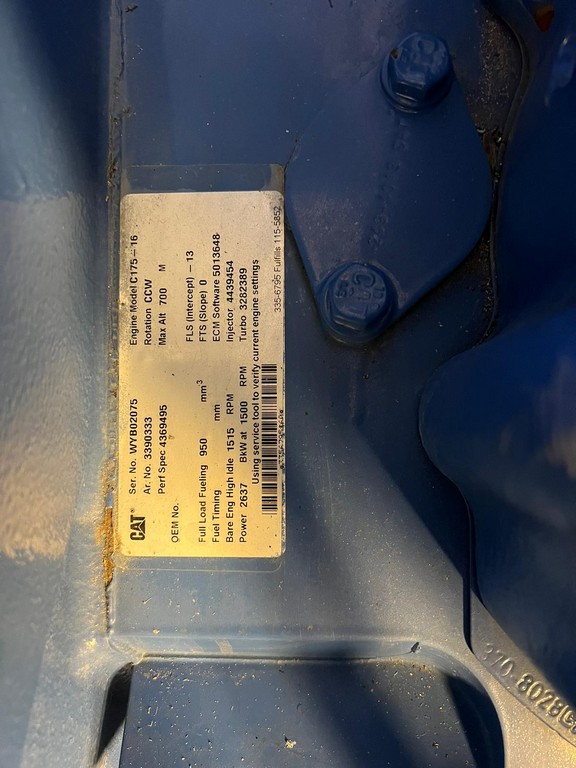 CAT®
Ser. No. WYB02075 Engine Model C175-16
Ar. No. 3390333 Rotation CCW
Perf Spec 4369495 Max Alt 700 M
OEM No.
Full Load Fueling 950 mm3 FLS (Intercept) -13
Fuel Timing mm FTS (Slope) 0
Bare Eng High Idle 1515 RPM ECM Software 5013648
Power 2637 BkW at 1500 RPM Injector 4439454
Turbo 3282389
Using service tool to verify current engine settings
335-6795 Fulfills 115-5852
370-8028